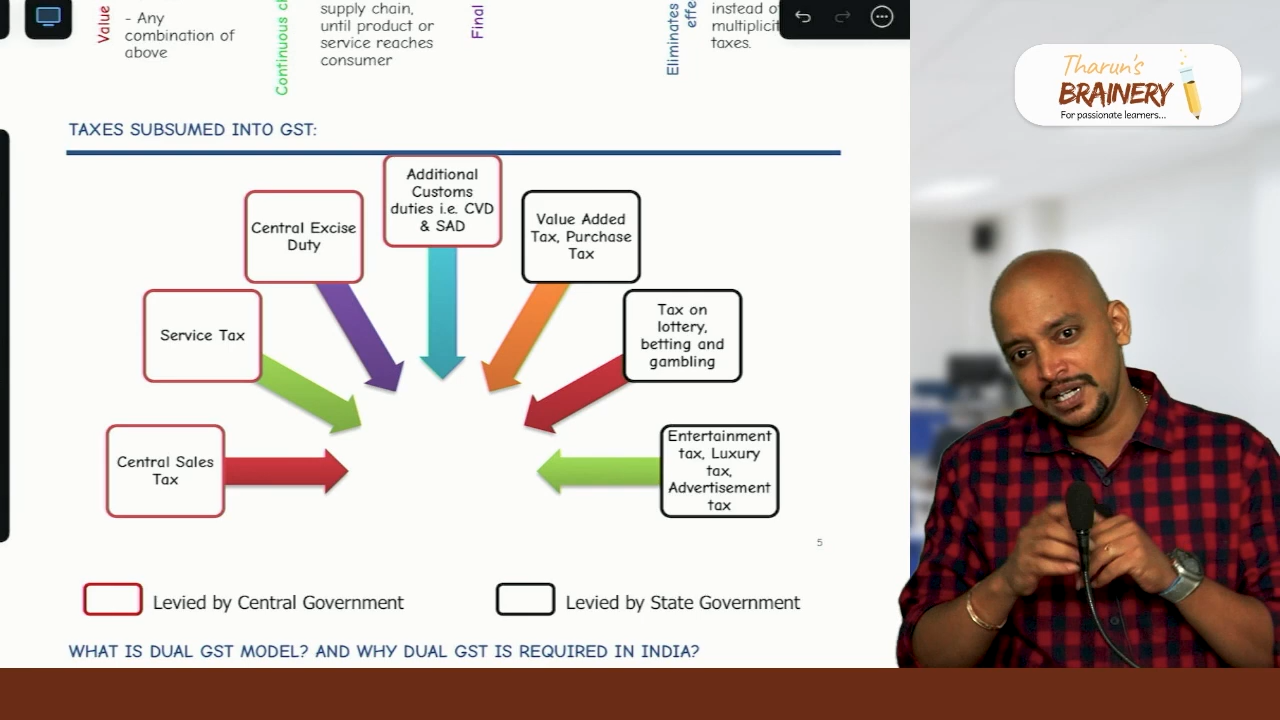 Value
- Any
combination of
above
Continuous
supply chain,
until product or
service reaches
consumer
Final
Eliminates
instead of
taxes.
Tharun's
BRAINERY
For passionate learners...
TAXES SUBSUMED INTO GST:
Additional
Customs
duties i.e. CVD
& SAD
Central Excise
Duty
Value Added
Tax, Purchase
Tax
Service Tax
Tax on
lottery,
betting and
gambling
Central Sales
Tax
Entertainment
tax, Luxury
tax,
Advertisement
tax
5
Levied by Central Government
Levied by State Government
WHAT IS DUAL GST MODEL? AND WHY DUAL GST IS REQUIRED IN INDIA?